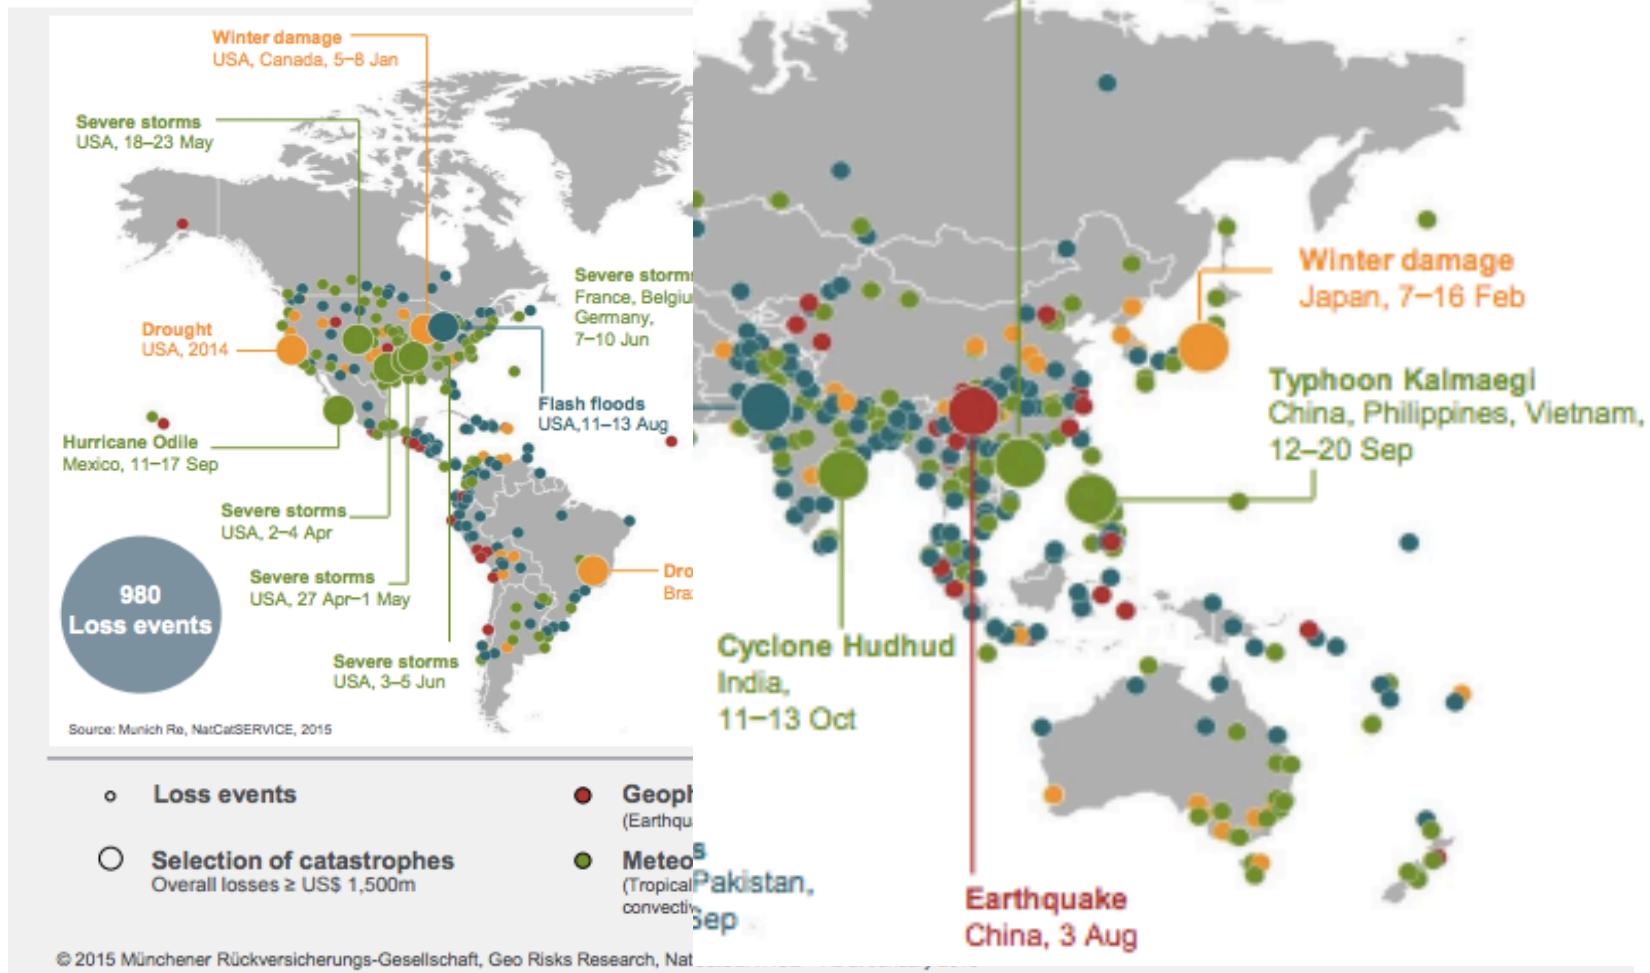 Winter damage
USA, Canada, 5–8 Jan
Severe storms
USA, 18–23 May
Severe storms
France, Belgiu
Germany,
7–10 Jun
Drought
USA, 2014
Flash floods
USA,11–13 Aug
Hurricane Odile
Mexico, 11–17 Sep
Severe storms
USA, 2–4 Apr
Severe storms
USA, 27 Apr–1 May
Severe storms
USA, 3–5 Jun
Dro
Bra
980
Loss events
Source: Munich Re, NatCatSERVICE, 2015
Winter damage
Japan, 7–16 Feb
Typhoon Kalmaegi
China, Philippines, Vietnam,
12–20 Sep
Cyclone Hudhud
India,
11–13 Oct
s
Pakistan,
Sep
Earthquake
China, 3 Aug
Loss events
Selection of catastrophes
Overall losses ≥ US$ 1,500m
Geoph
(Earthqu
Meteo
(Tropical
convectiv
© 2015 Münchener Rückversicherungs-Gesellschaft, Geo Risks Research, Nat